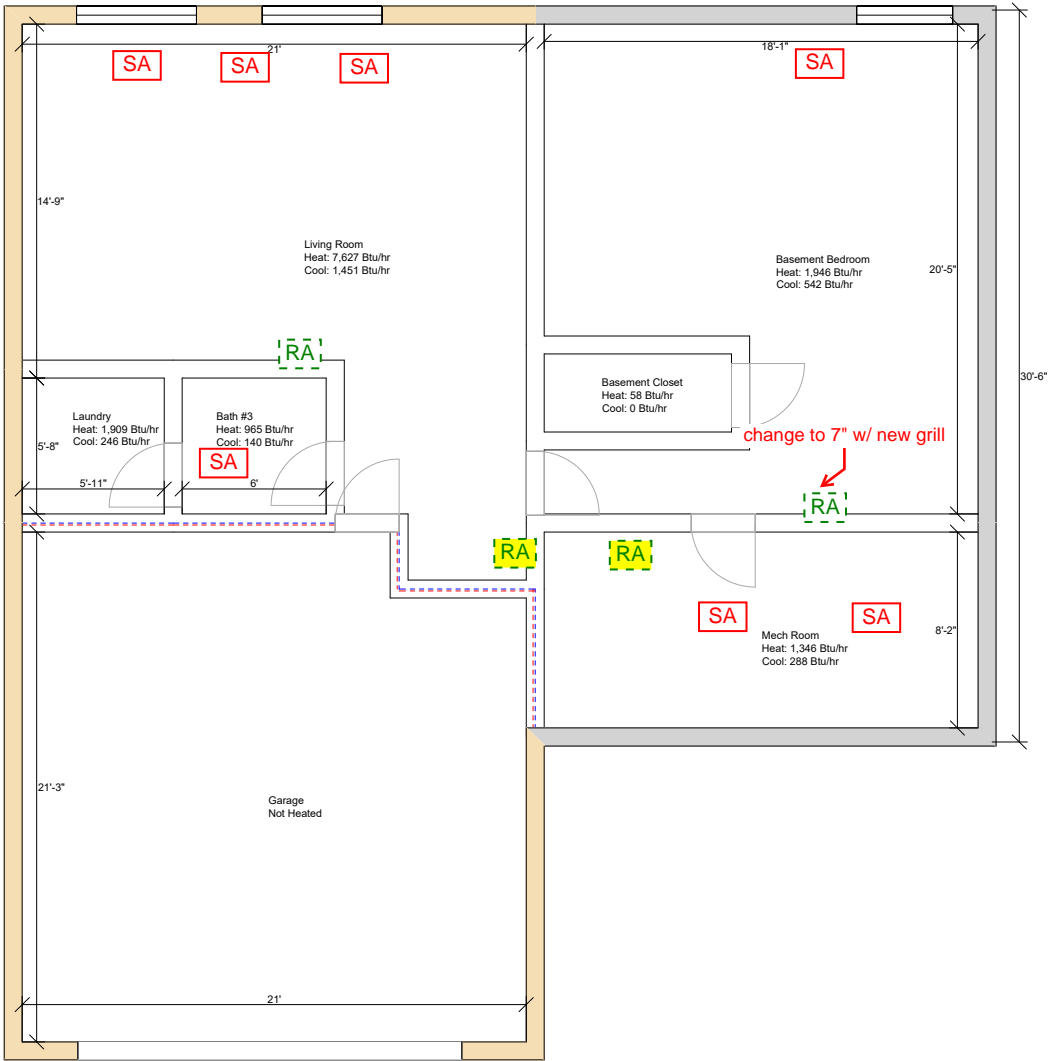 21'
18'-1"
SA
SA
SA
SA
14'-9"
Living Room
Heat: 7,627 Btu/hr
Cool: 1,451 Btu/hr
Basement Bedroom
Heat: 1,946 Btu/hr
Cool: 542 Btu/hr
20'-5"
RA
30'-6"
Basement Closet
Heat: 58 Btu/hr
Cool: 0 Btu/hr
Laundry
Heat: 1,909 Btu/hr
Cool: 246 Btu/hr
Bath #3
Heat: 965 Btu/hr
Cool: 140 Btu/hr
5'-8"
change to 7" w/ new grill
SA
5'-11"
6'
RA
RA
RA
SA
SA
Mech Room
Heat: 1,346 Btu/hr
Cool: 288 Btu/hr
8'-2"
21'-3"
Garage
Not Heated
21'